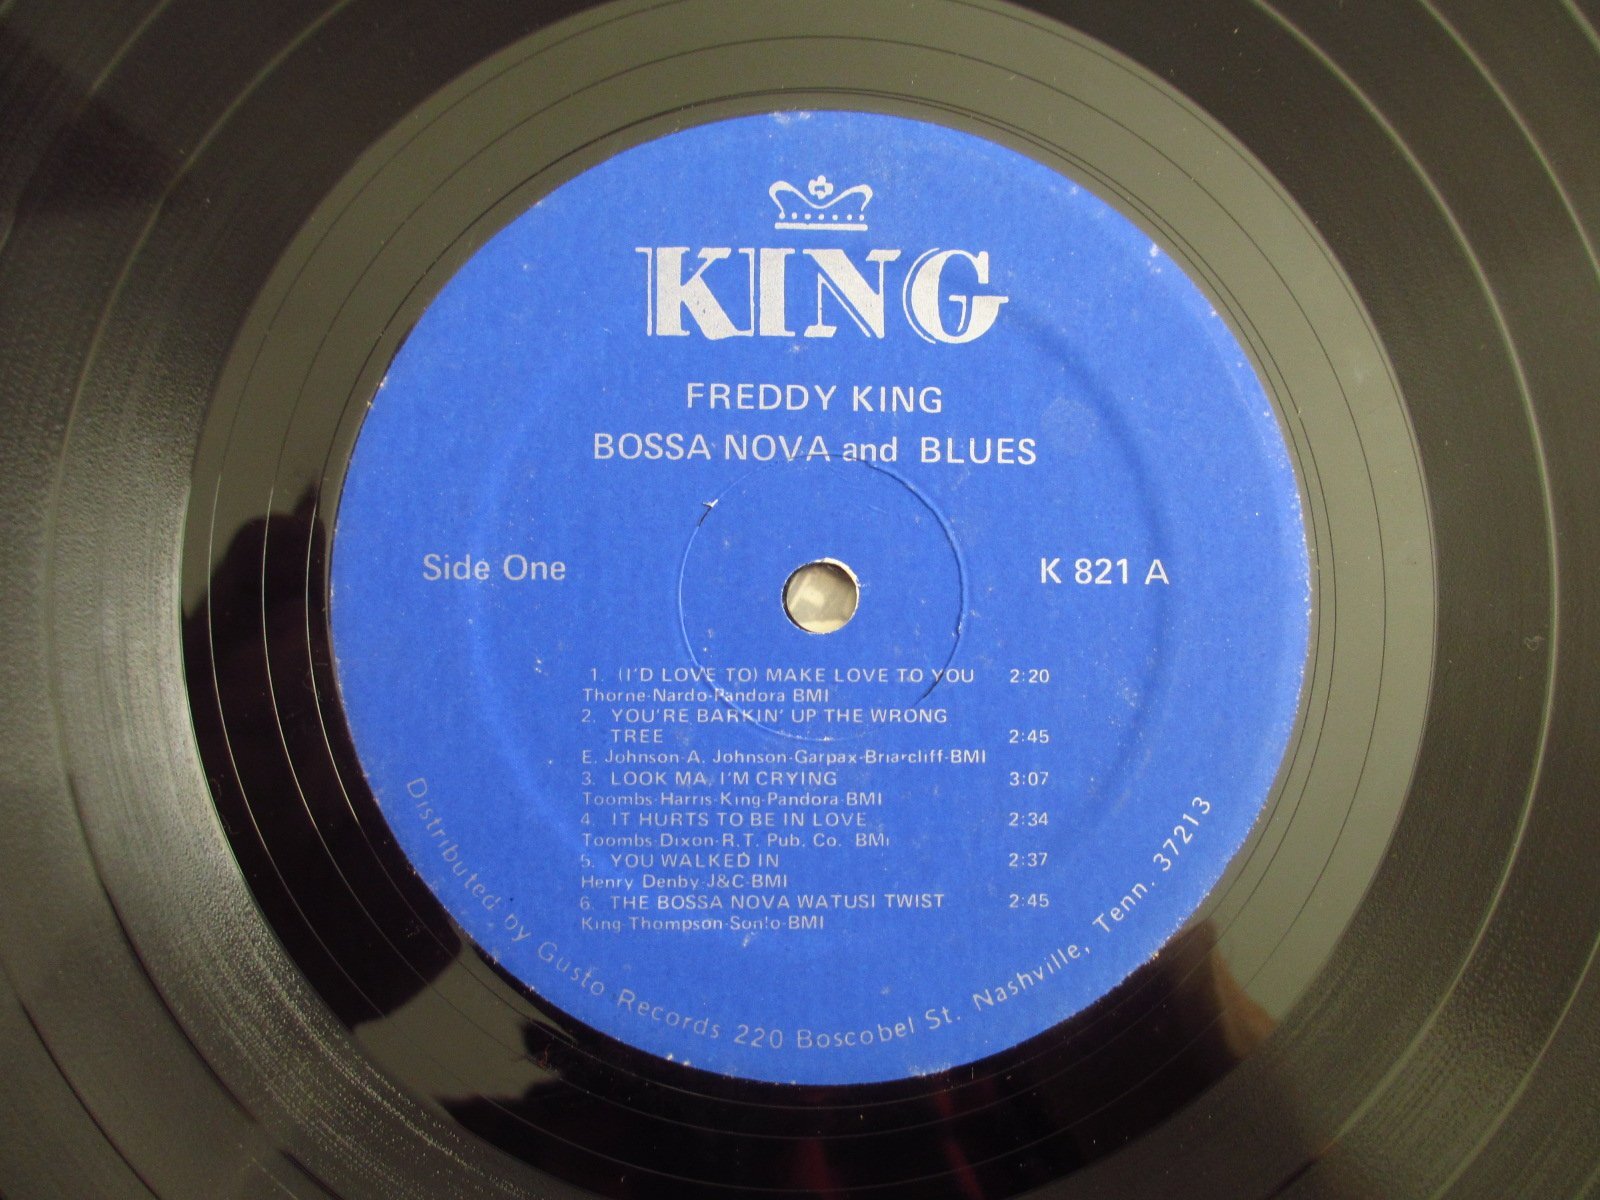 KING
FREDDY KING
BOSSA NOVA and BLUES
Side One
K 821 A
1. (I'D LOVE TO) MAKE LOVE TO YOU 2:20
Thorne-Nardo-Pandora BMI
2. YOU'RE BARKIN' UP THE WRONG
TREE 2:45
E. Johnson-A. Johnson-Garpax-Briarcliff-BMI
3. LOOK MA, I'M CRYING 3:07
Toombs-Harris-King-Pandora-BMI
4. IT HURTS TO BE IN LOVE 2:34
Toombs-Dixon-R.T. Pub. Co. BMI
5. YOU WALKED IN 2:37
Henry Denby-J&C-BMI
6. THE BOSSA NOVA WATUSI TWIST 2:45
King-Thompson-Sonlo-BMI
Distributed by Gusto Records 220 Boscobel St. Nashville, Tenn. 37213